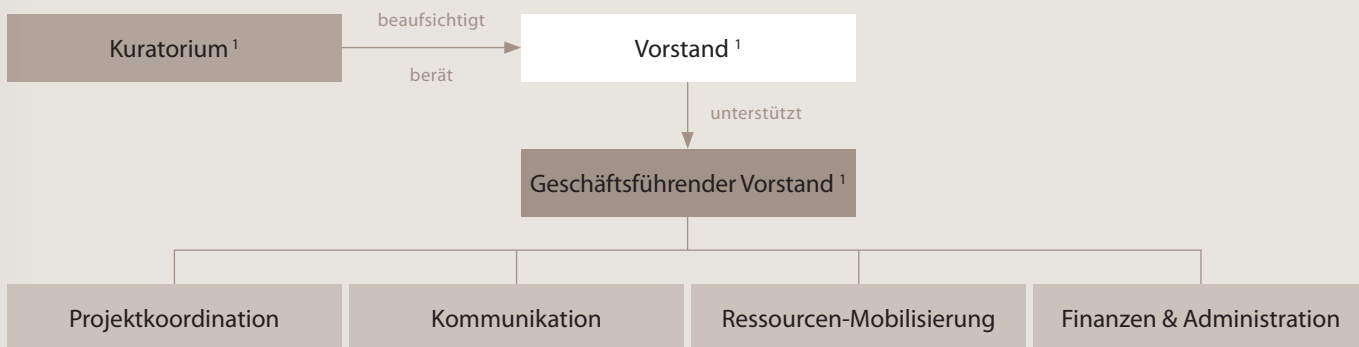 beaufsichtigt
Kuratorium ¹
Vorstand ¹
berät
unterstützt
Geschäftsführender Vorstand ¹
Projektkoordination
Kommunikation
Ressourcen-Mobilisierung
Finanzen & Administration